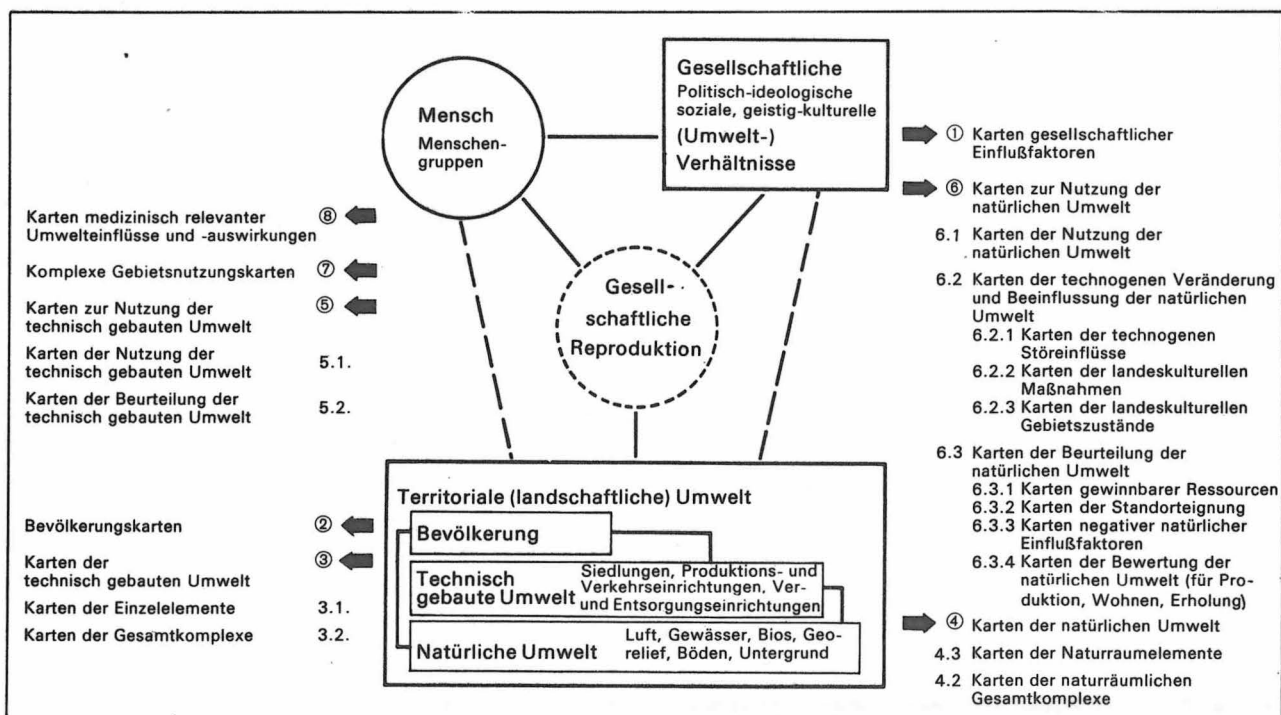 Mensch
Menschen-
gruppen
Gesellschaftliche
Politisch-ideologische
soziale, geistig-kulturelle
(Umwelt-)
Verhältnisse
Gesell-
schaftliche
Reproduktion
Karten medizinisch relevanter ⑧
Umwelteinflüsse und -auswirkungen
Komplexe Gebietsnutzungskarten ⑦
Karten zur Nutzung der ⑤
technisch gebauten Umwelt
Karten der Nutzung der
technisch gebauten Umwelt 5.1.
Karten der Beurteilung der
technisch gebauten Umwelt 5.2.
Bevölkerungskarten ②
Karten der ③
technisch gebauten Umwelt
Karten der Einzelelemente 3.1.
Karten der Gesamtkomplexe 3.2.
Territoriale (landschaftliche) Umwelt
Bevölkerung
Technisch
gebaute Umwelt
Siedlungen, Produktions- und
Verkehrseinrichtungen, Ver-
und Entsorgungseinrichtungen
Natürliche Umwelt
Luft, Gewässer, Bios, Geo-
relief, Böden, Untergrund
① Karten gesellschaftlicher
Einflußfaktoren
⑥ Karten zur Nutzung der
natürlichen Umwelt
6.1 Karten der Nutzung der
natürlichen Umwelt
6.2 Karten der technogenen Veränderung
und Beeinflussung der natürlichen
Umwelt
6.2.1 Karten der technogenen
Störeinflüsse
6.2.2 Karten der landeskulturellen
Maßnahmen
6.2.3 Karten der landeskulturellen
Gebietszustände
6.3 Karten der Beurteilung der
natürlichen Umwelt
6.3.1 Karten gewinnbarer Ressourcen
6.3.2 Karten der Standorteignung
6.3.3 Karten negativer natürlicher
Einflußfaktoren
6.3.4 Karten der Bewertung der
natürlichen Umwelt (für Pro-
duktion, Wohnen, Erholung)
④ Karten der natürlichen Umwelt
4.3 Karten der Naturraumelemente
4.2 Karten der naturräumlichen
Gesamtkomplexe